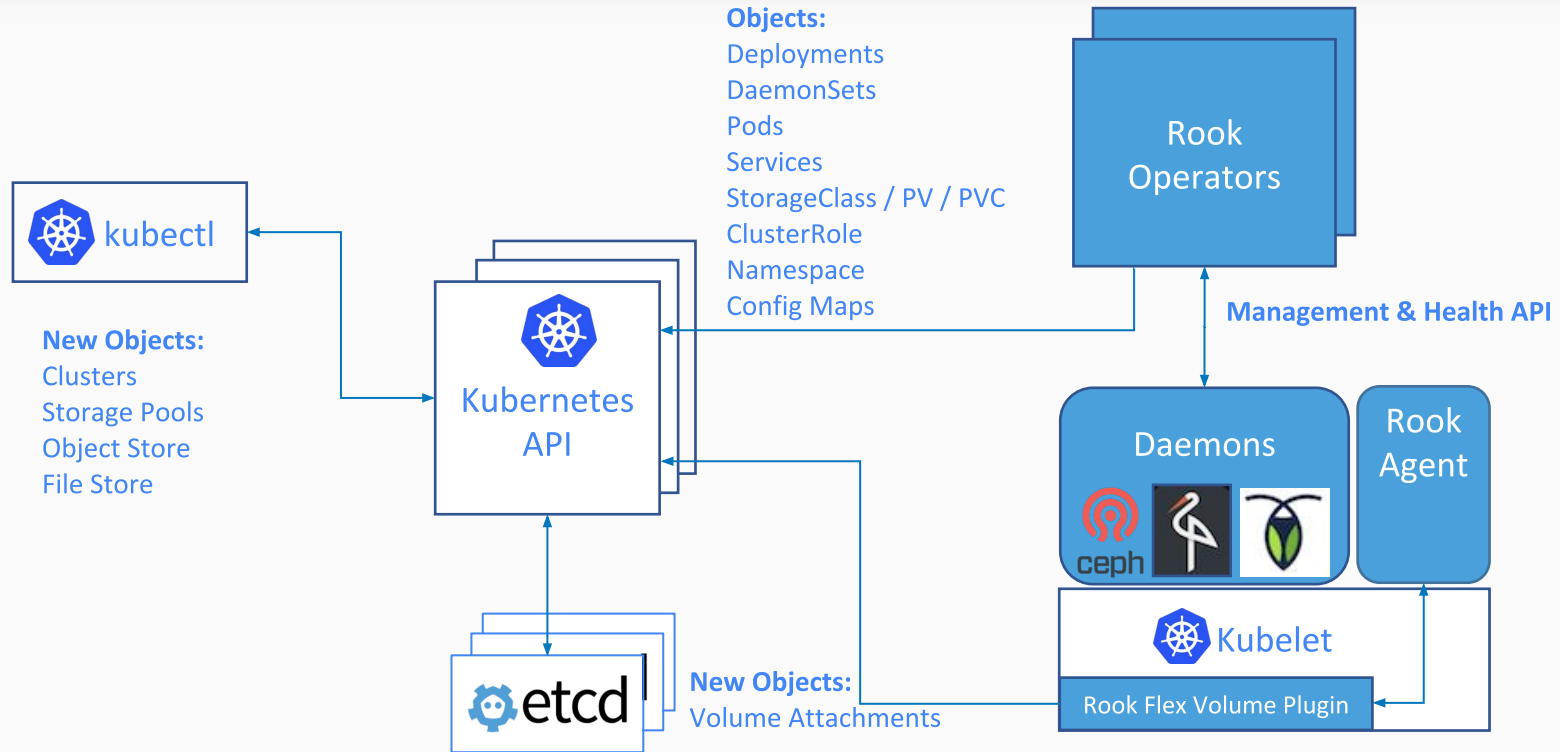 Objects:
Deployments
DaemonSets
Pods
Services
StorageClass / PV / PVC
ClusterRole
Namespace
Config Maps
Rook
Operators
kubectl
New Objects:
Clusters
Storage Pools
Object Store
File Store
Kubernetes
API
Management & Health API
Daemons
ceph
Rook
Agent
Kubelet
Rook Flex Volume Plugin
etcd
New Objects:
Volume Attachments